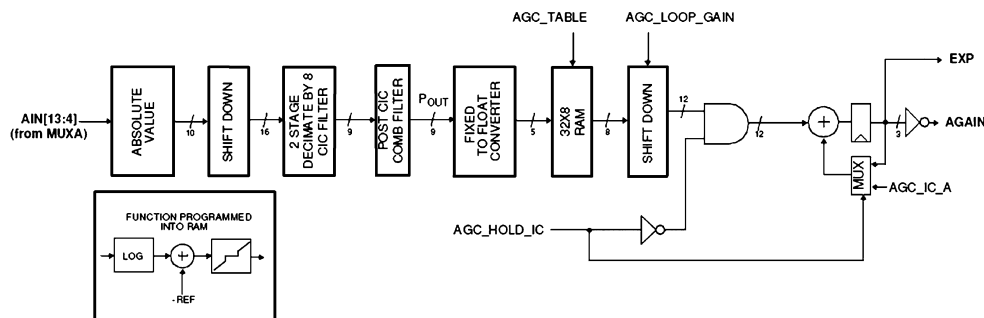 AGC_TABLE
AGC_LOOP_GAIN
EXP
AIN[13:4]
(from MUXA)
ABSOLUTE
VALUE
10
SHIFT DOWN
16
2 STAGE
DECIMATE BY 8
CIC FILTER
9
POST CIC
COMB FILTER
POUT
9
FIXED
TO FLOAT
CONVERTER
5
32X8
RAM
8
SHIFT DOWN
12
12
+
3
AGAIN
MUX
AGC_IC_A
AGC_HOLD_IC
FUNCTION PROGRAMMED
INTO RAM
LOG
+
-REF